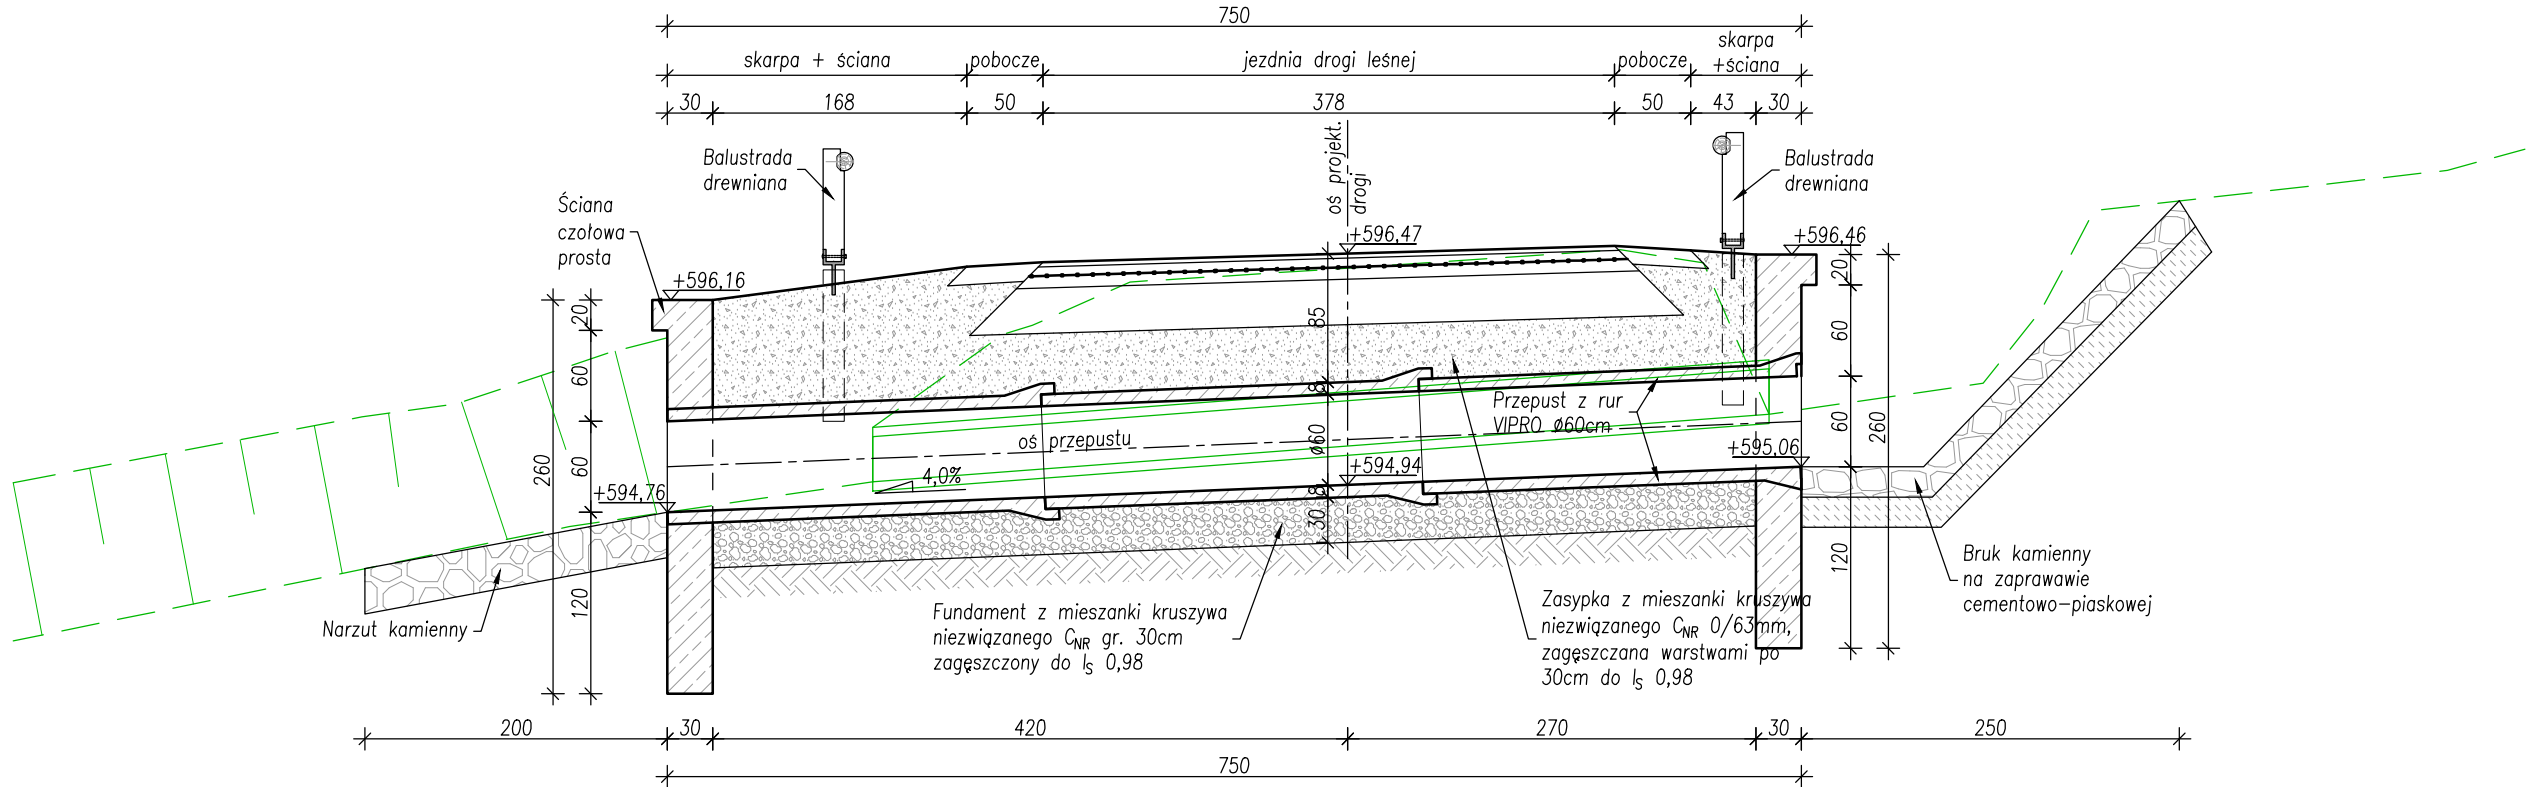 750
skarpa + ściana
pobocze
jezdnia drogi leśnej
pobocze
skarpa
+ściana
30
168
50
378
50
43
30
Balustrada
drewniana
oś projekt.
drogi
Balustrada
drewniana
Ściana
czołowa
prosta
+596,16
+596,47
+596,46
20
60
60
120
260
85
8
ø60
8
30
20
60
60
120
260
oś przepustu
4,0%
+594,76
+594,94
+595,06
Przepust z rur
VIPRO ø60cm
Narzut kamienny
Fundament z mieszanki kruszywa
niezwiązanego CNR gr. 30cm
zagęszczony do IS 0,98
Zasypka z mieszanki kruszywa
niezwiązanego CNR 0/63mm,
zagęszczana warstwami po
30cm do IS 0,98
Bruk kamienny
na zaprawawie
cementowo-piaskowej
200
30
420
270
30
250
750